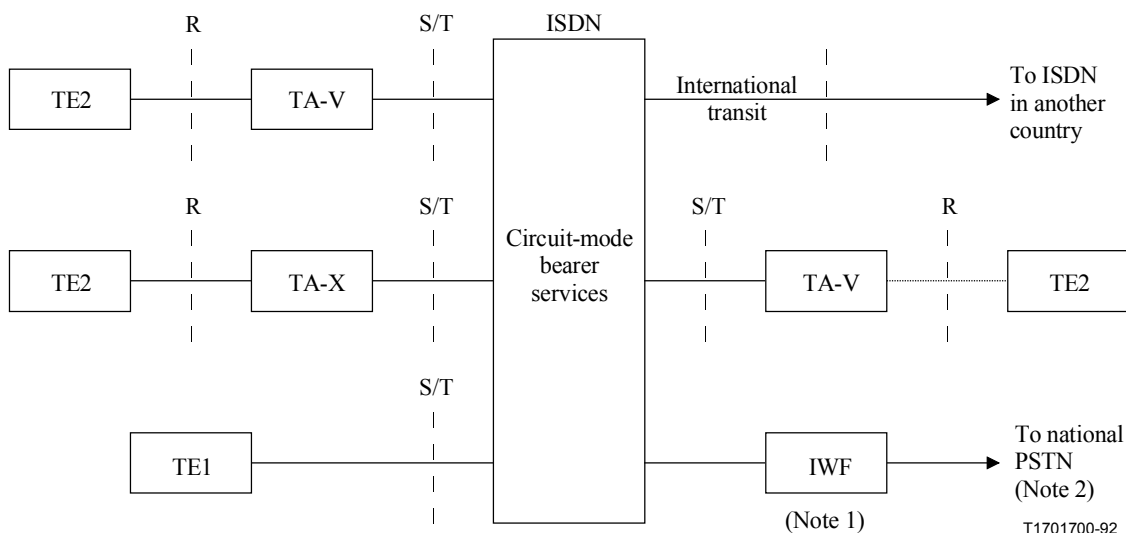 R
S/T
ISDN
TE2
TA-V
International
transit
To ISDN
in another
country
R
S/T
S/T
R
TE2
TA-X
Circuit-mode
bearer
services
TA-V
TE2
S/T
TE1
IWF
(Note 1)
To national
PSTN
(Note 2)
T1701700-92